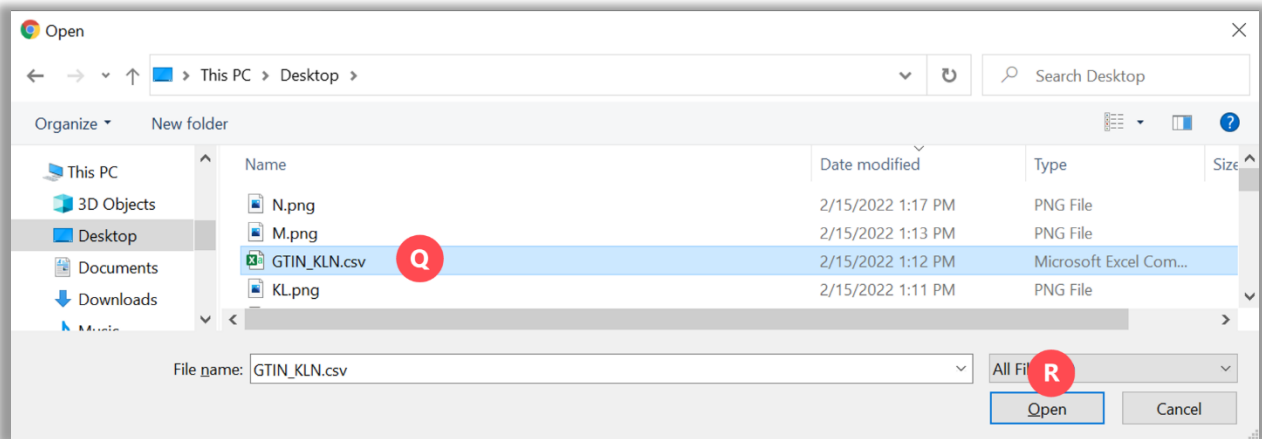 Open
This PC > Desktop >
Search Desktop
Organize
New folder
?
This PC
3D Objects
Desktop
Documents
Downloads
Music
Name Date modified Type Size
N.png 2/15/2022 1:17 PM PNG File
M.png 2/15/2022 1:13 PM PNG File
GTIN_KLN.csv Q 2/15/2022 1:12 PM Microsoft Excel Com...
KL.png 2/15/2022 1:11 PM PNG File
File name: GTIN_KLN.csv
All Fi
R
Open Cancel